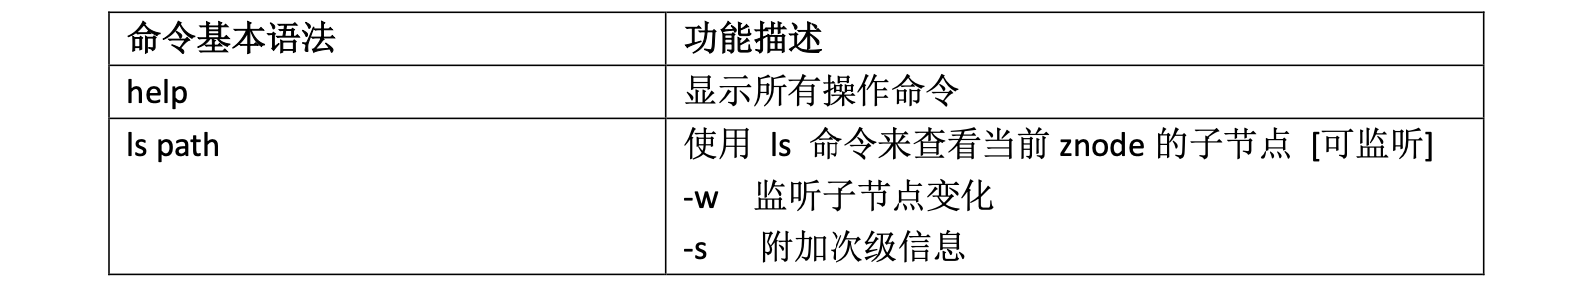 命令基本语法 功能描述
help 显示所有操作命令
ls path 使用 ls 命令来查看当前 znode 的子节点 [可监听]
-w 监听子节点变化
-s 附加次级信息